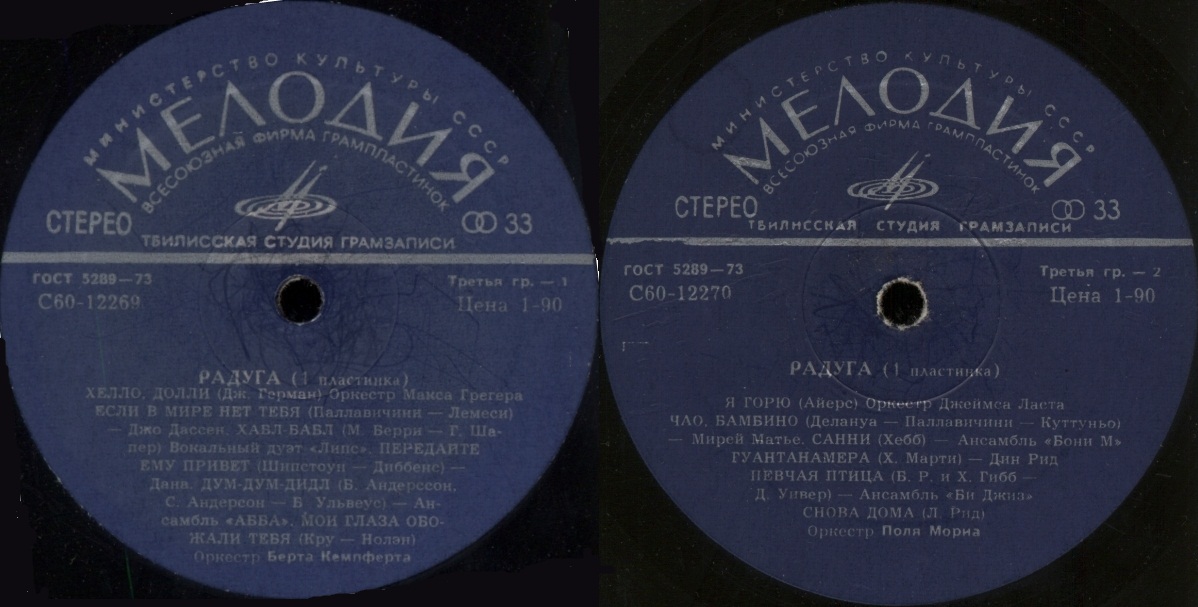 МИНИСТЕРСТВО КУЛЬТУРЫ СССР
МЕЛОДИЯ
ВСЕСОЮЗНАЯ ФИРМА ГРАМПЛАСТИНОК
СТЕРЕО
33
ТБИЛИССКАЯ СТУДИЯ ГРАМЗАПИСИ
ГОСТ 5289—73
Третья гр. — 1
С60-12269
Цена 1-90
РАДУГА (1 пластинка)
ХЕЛЛО, ДОЛЛИ (Дж. Герман) Оркестр Макса Грегера
ЕСЛИ В МИРЕ НЕТ ТЕБЯ (Паллавичини — Лемеси)
— Джо Дассен. ХАБЛ-БАБЛ (М. Берри — Г. Ша-
пер) Вокальный дуэт «Липс». ПЕРЕДАЙТЕ
ЕМУ ПРИВЕТ (Шипстоун — Диббенс) —
Дана. ДУМ-ДУМ-ДИДЛ (Б. Андерссон,
С. Андерсон — Б. Ульвеус) — Ан-
самбль «АББА». МОИ ГЛАЗА ОБО-
ЖАЛИ ТЕБЯ (Кру — Нолэн)
Оркестр Берта Кемпферта
МИНИСТЕРСТВО КУЛЬТУРЫ СССР
МЕЛОДИЯ
ВСЕСОЮЗНАЯ ФИРМА ГРАМПЛАСТИНОК
СТЕРЕО
33
ТБИЛИССКАЯ СТУДИЯ ГРАМЗАПИСИ
ГОСТ 5289—73
Третья гр. — 2
С60-12270
Цена 1-90
РАДУГА (1 пластинка)
Я ГОРЮ (Айерс) Оркестр Джеймса Ласта
ЧАО, БАМБИНО (Делануа — Паллавичини — Куттуньо)
— Мирей Матье. САННИ (Хебб) — Ансамбль «Бони М»
ГУАНТАНАМЕРА (Х. Марти) — Дин Рид
ПЕВЧАЯ ПТИЦА (Б. Р. и Х. Гибб —
Д. Уивер) — Ансамбль «Би Джиз»
СНОВА ДОМА (Л. Рид)
Оркестр Поля Мориа